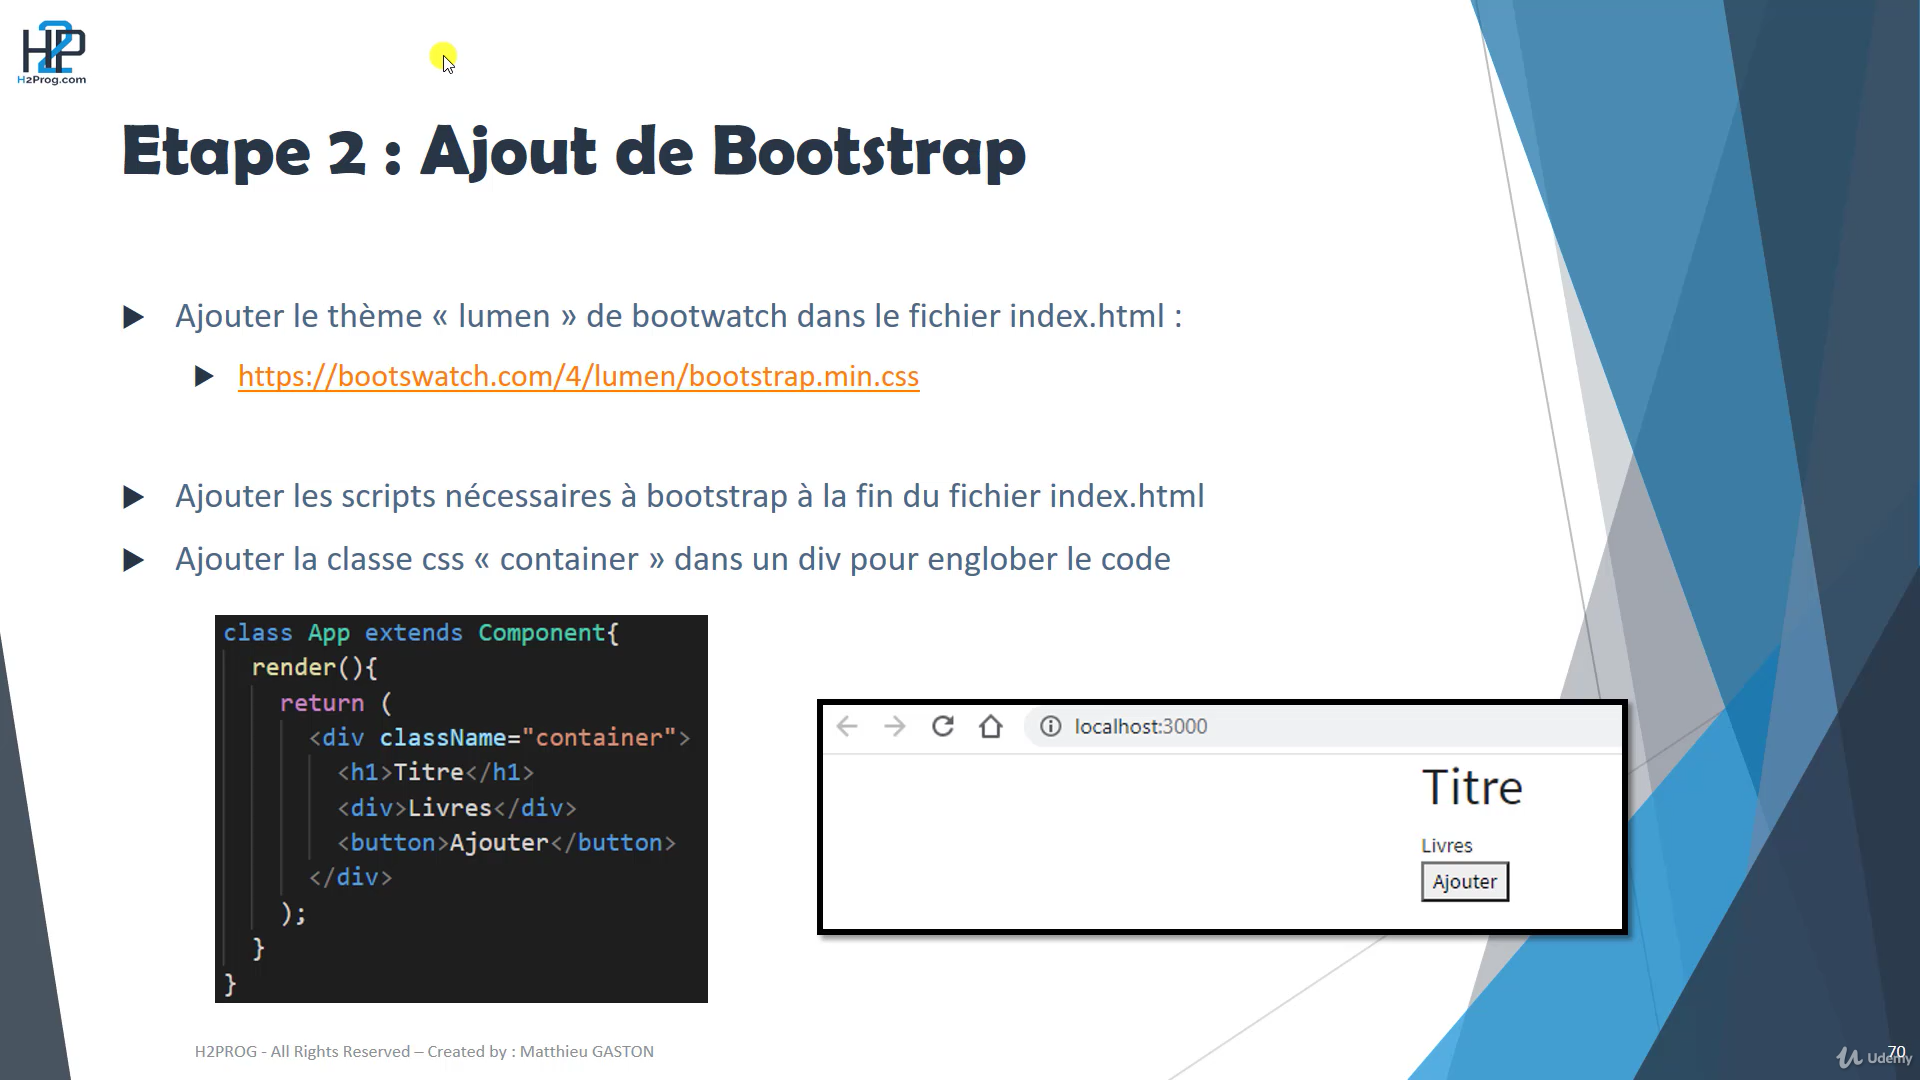 H2P
H2Prog.com
Etape 2 : Ajout de Bootstrap
Ajouter le thème « lumen » de bootwatch dans le fichier index.html :
https://bootswatch.com/4/lumen/bootstrap.min.css
Ajouter les scripts nécessaires à bootstrap à la fin du fichier index.html
Ajouter la classe css « container » dans un div pour englober le code
class App extends Component{
render(){
return (
<div className="container">
<h1>Titre</h1>
<div>Livres</div>
<button>Ajouter</button>
</div>
);
}
}
localhost:3000
Titre
Livres
Ajouter
H2PROG - All Rights Reserved – Created by : Matthieu GASTON
70
Udemy